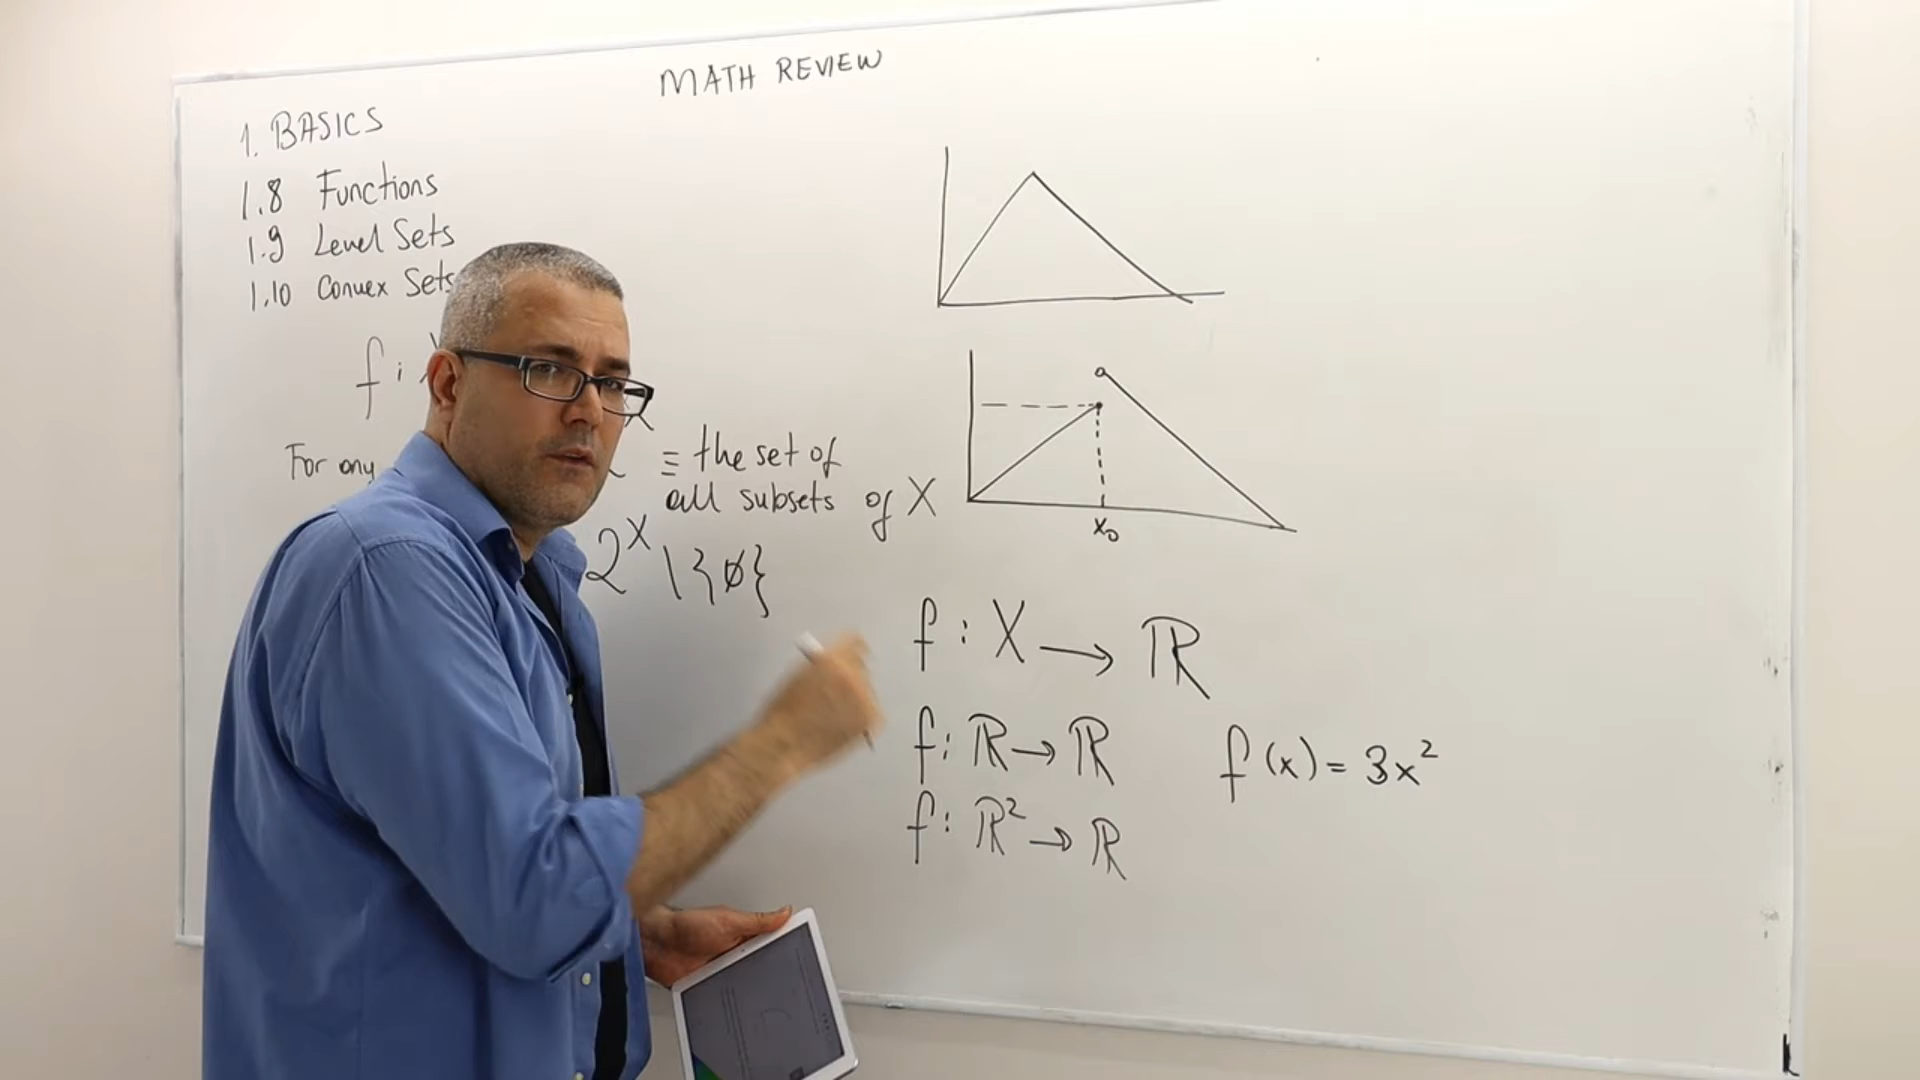 MATH REVIEW
1. BASICS
1.8 Functions
1.9 Level Sets
1.10 Convex Sets
f :
For any
≡ the set of
all subsets of X
2^X \ {∅}
x₀
f : X → ℝ
f : ℝ → ℝ
f(x) = 3x²
f : ℝ² → ℝ